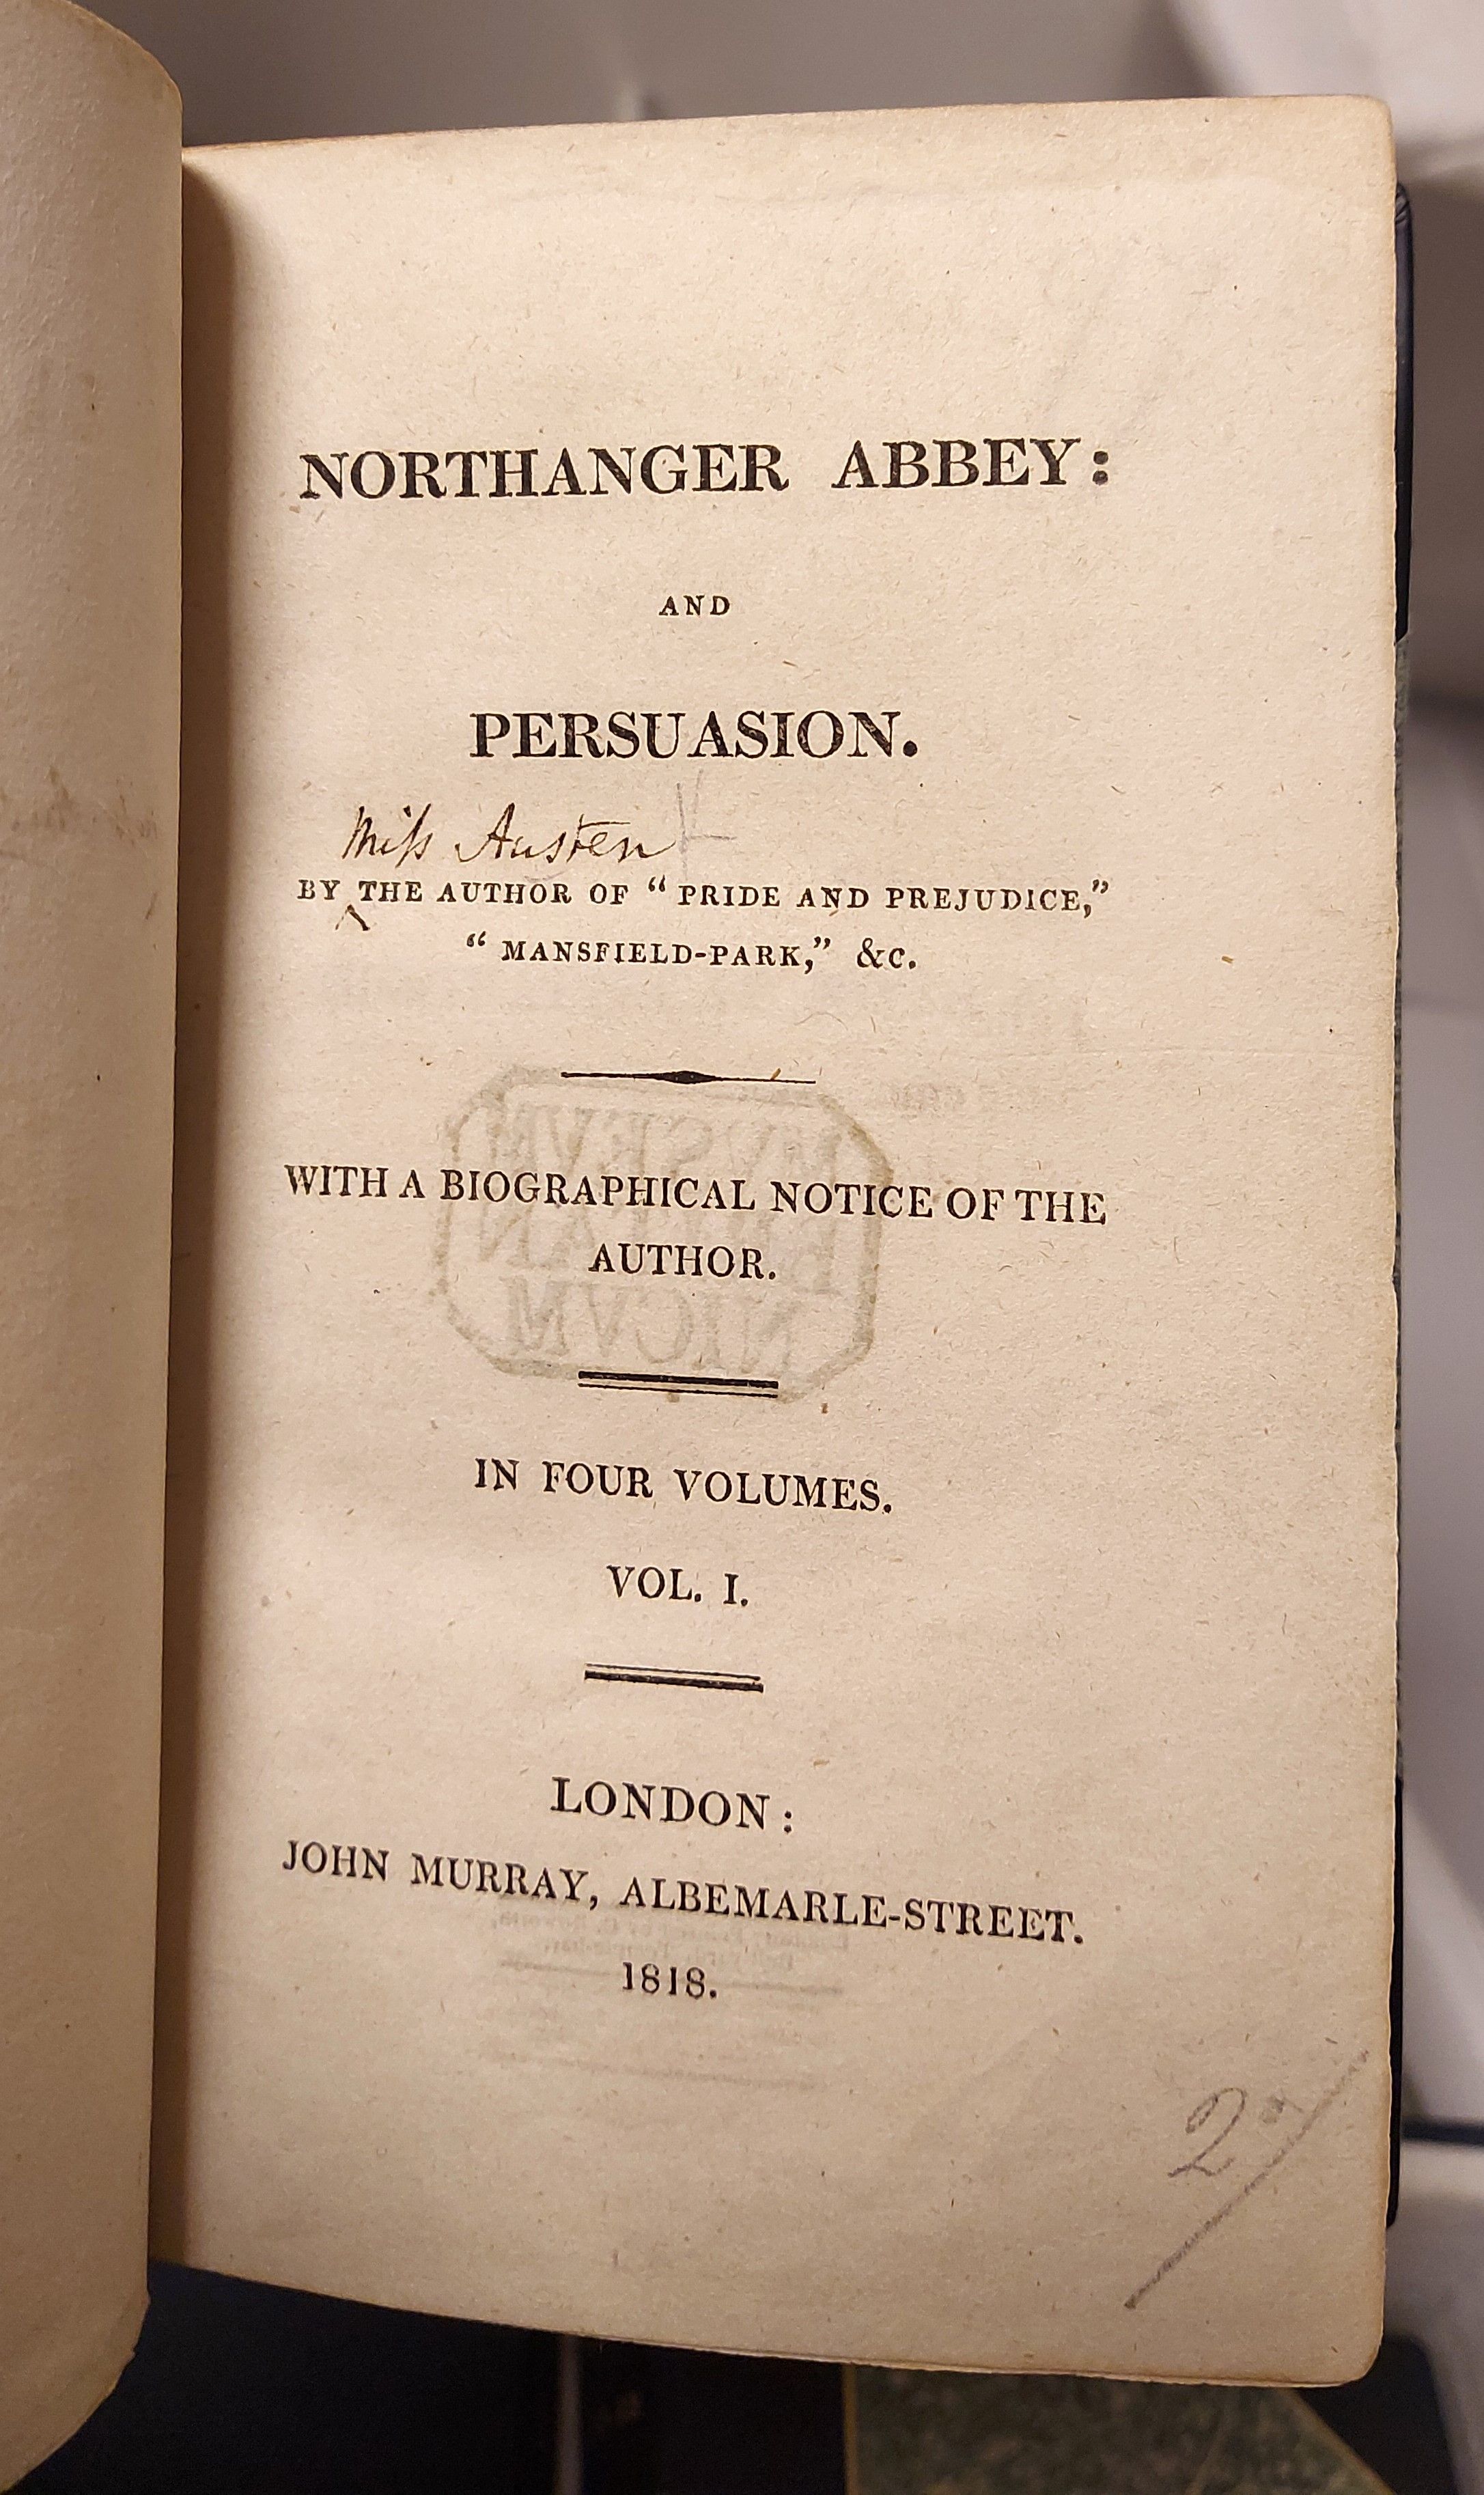 NORTHANGER ABBEY:
AND
PERSUASION.
Miſs Austen
BY THE AUTHOR OF “PRIDE AND PREJUDICE,”
“MANSFIELD-PARK,” &c.
WITH A BIOGRAPHICAL NOTICE OF THE
AUTHOR.
IN FOUR VOLUMES.
VOL. I.
LONDON:
JOHN MURRAY, ALBEMARLE-STREET.
1818.